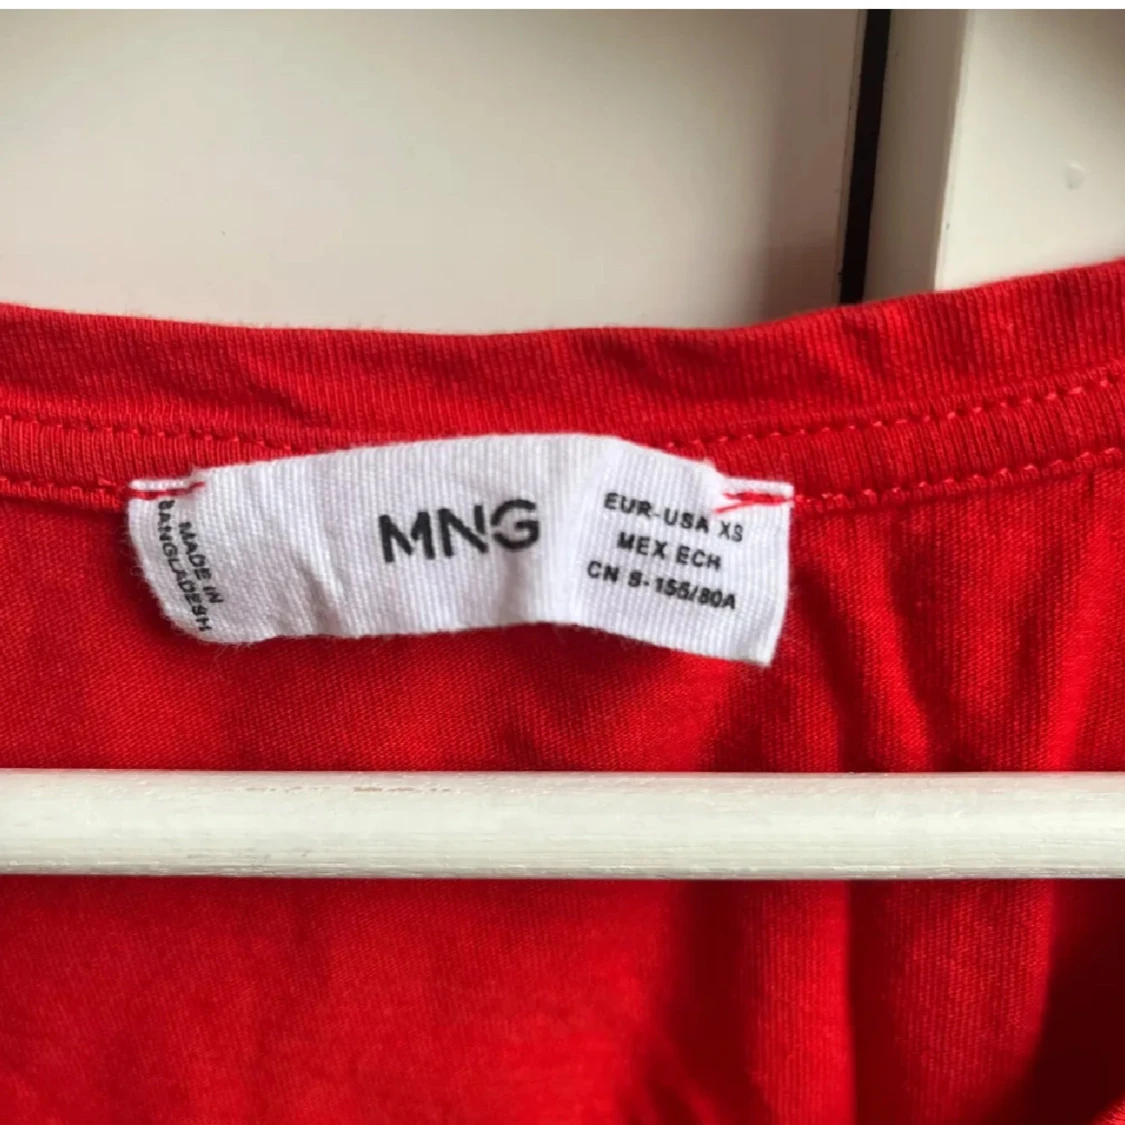 MADE IN
BANGLADESH
MNG
EUR-USA XS
MEX ECH
CN S-155/80A